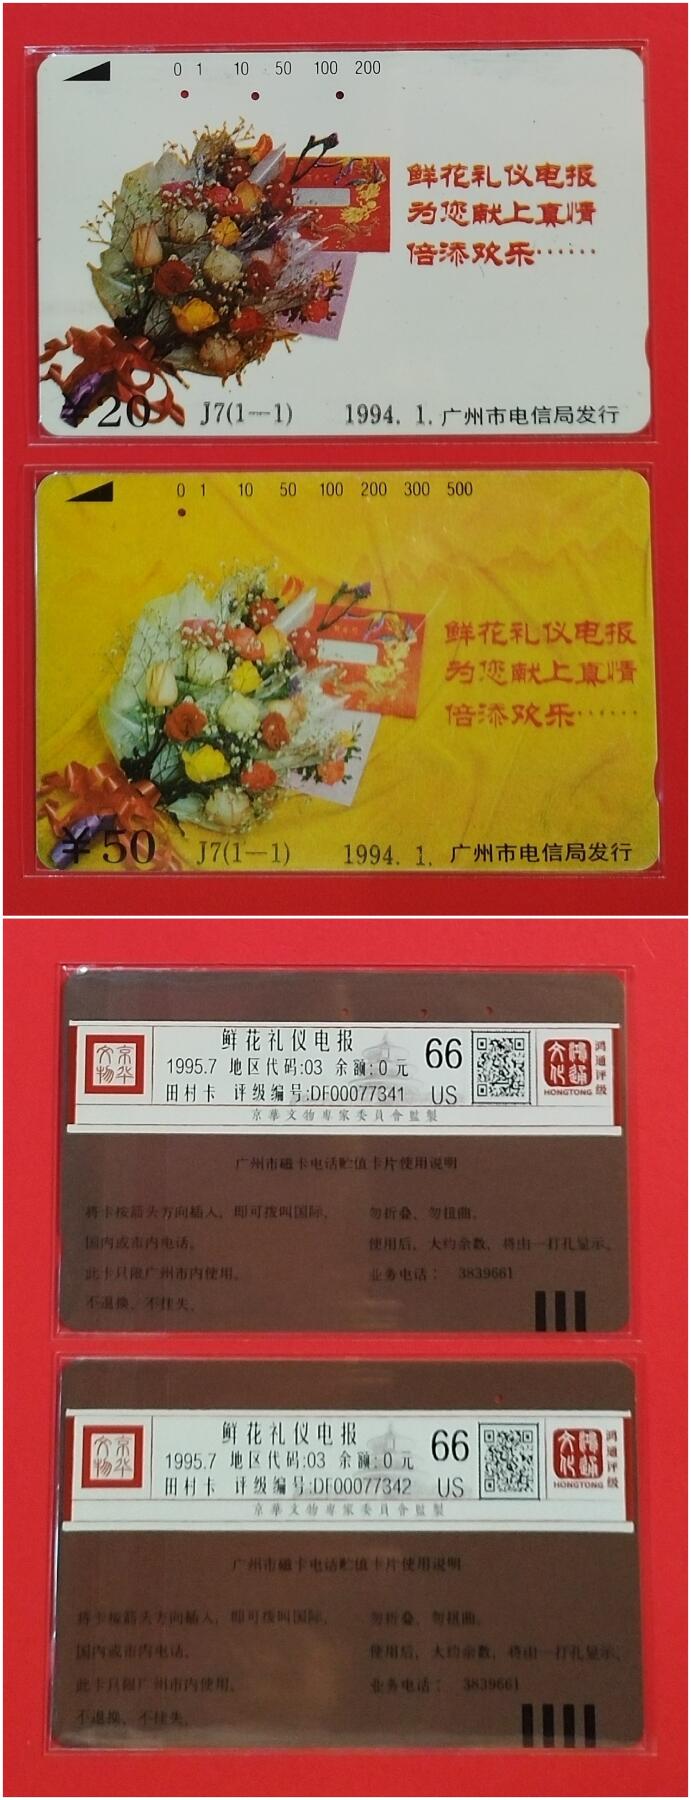 0 1 10 50 100 200
鲜花礼仪电报
为您献上真情
倍添欢乐······
¥20 J7(1—1) 1994. 1. 广州市电信局发行
0 1 10 50 100 200 300 500
鲜花礼仪电报
为您献上真情
倍添欢乐······
¥50 J7(1—1) 1994. 1. 广州市电信局发行
京华文物
鲜花礼仪电报
1995.7 地区代码:03 余额:0 元
田村卡 评级编号:DF00077341
66
US
京華文物專家委員會監製
鸿通文化
HONGTONG
鸿通评级
广州市磁卡电话贮值卡片使用说明
将卡按箭头方向插入,即可拨叫国际,
国内或市内电话。
此卡只限广州市内使用。
不退换、不挂失。
勿折叠、勿扭曲。
使用后,大约余数,将由一打孔显示。
业务电话: 3839661
京华文物
鲜花礼仪电报
1995.7 地区代码:03 余额:0 元
田村卡 评级编号:DF00077342
66
US
京華文物專家委員會監製
鸿通文化
HONGTONG
鸿通评级
广州市磁卡电话贮值卡片使用说明
将卡按箭头方向插入,即可拨叫国际,
国内或市内电话。
此卡只限广州市内使用。
不退换、不挂失。
勿折叠、勿扭曲。
使用后,大约余数,将由一打孔显示。
业务电话: 3839661